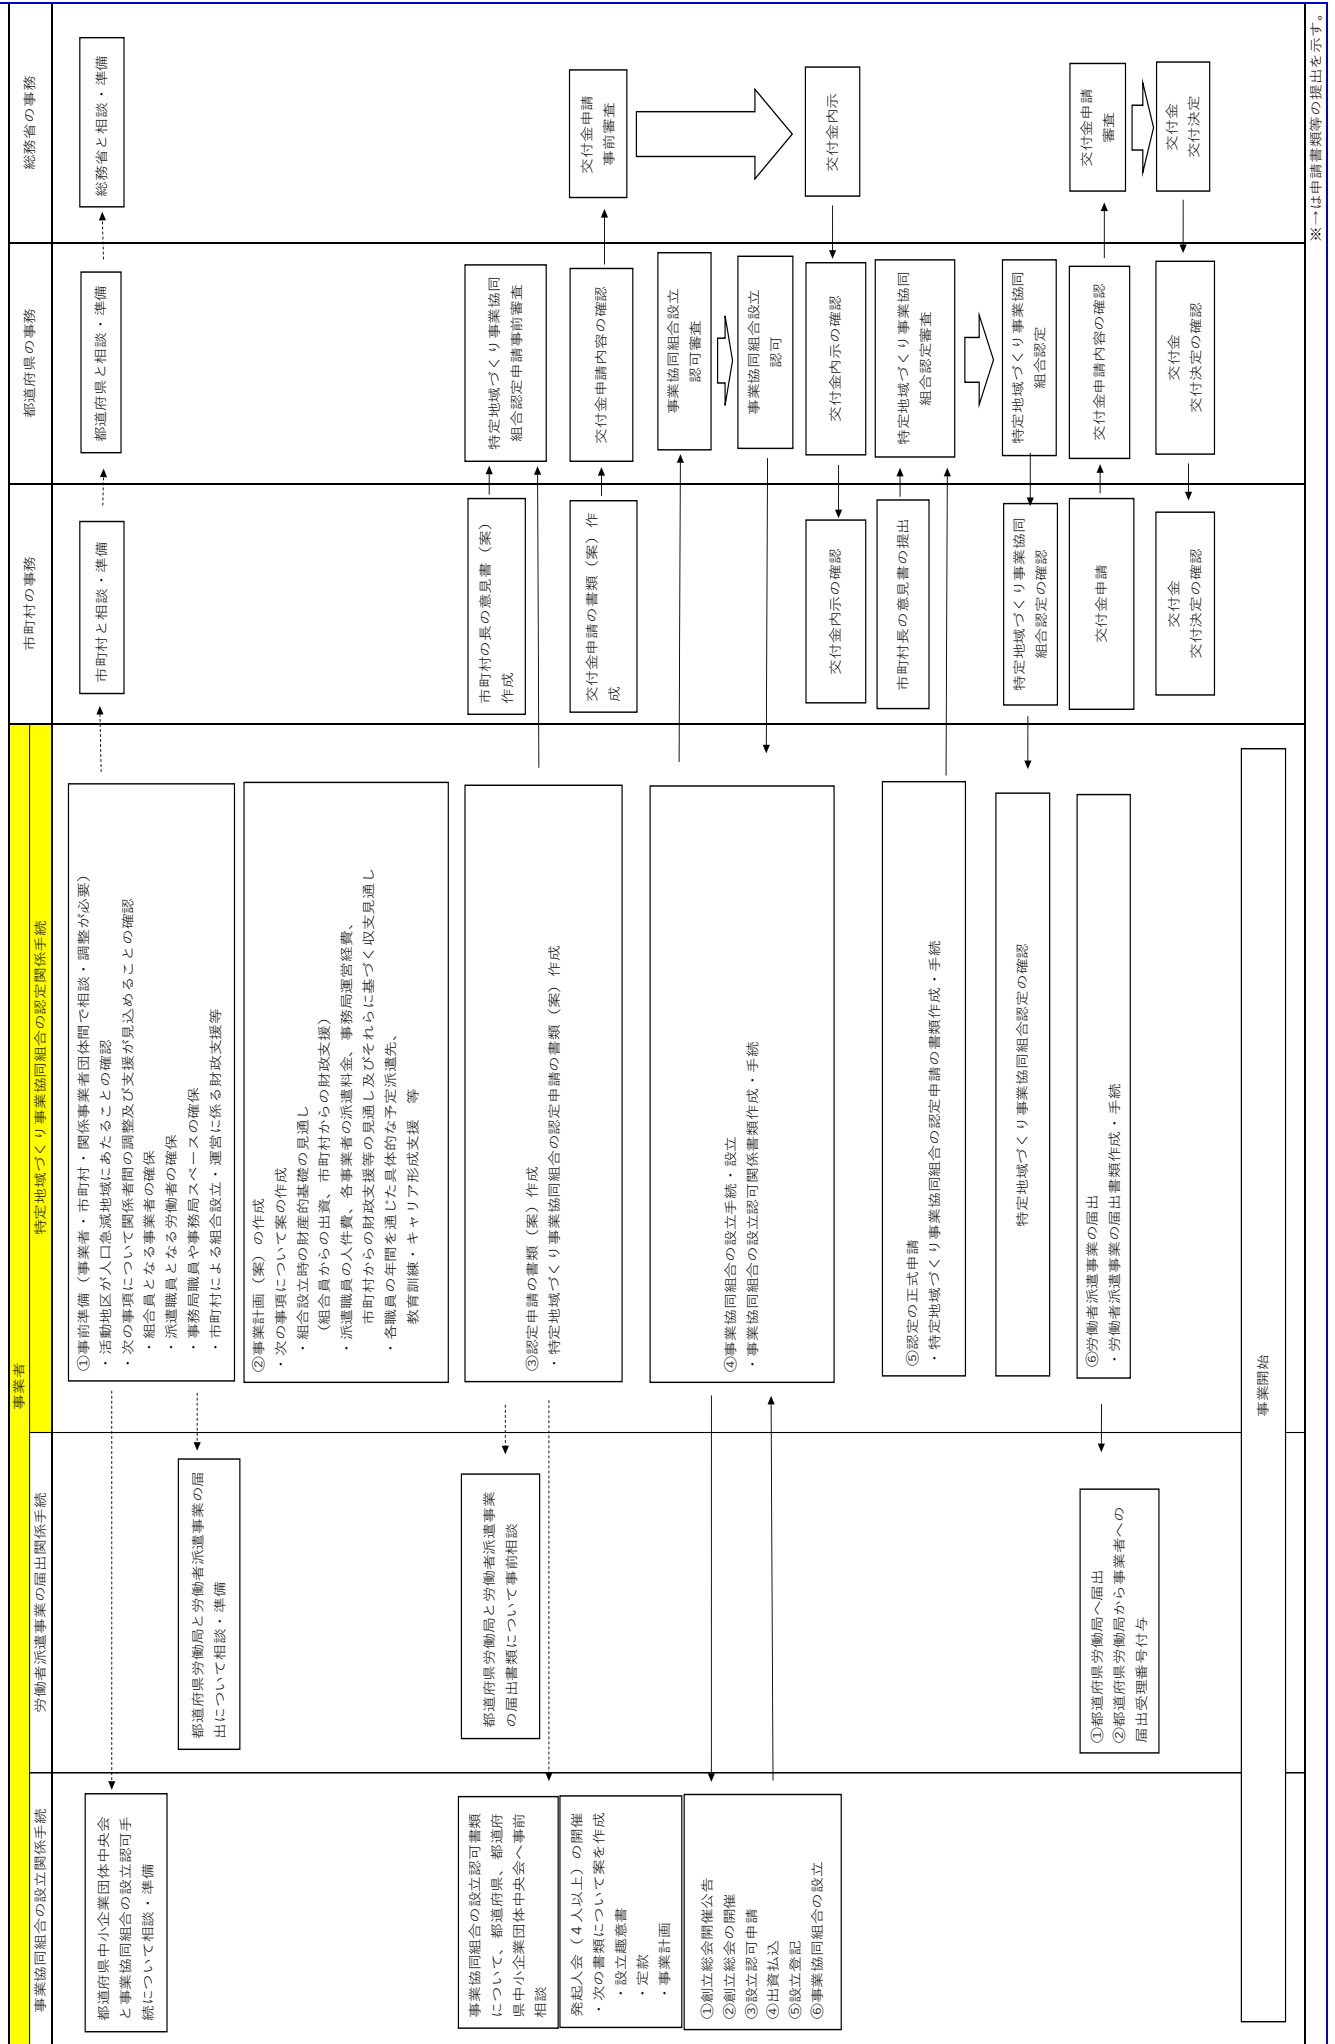 事業者
事業協同組合の設立関係手続
労働者派遣事業の届出関係手続
特定地域づくり事業協同組合の認定関係手続
市町村の事務
都道府県の事務
総務省の事務
都道府県中小企業団体中央会
と事業協同組合の設立認可手
続について相談・準備
都道府県労働局と労働者派遣事業の届
出について相談・準備
①事前準備（事業者・市町村・関係事業者団体間で相談・調整が必要）
・活動地区が人口急減地域にあたることの確認
・次の事項について関係者間の調整及び支援が見込めることの確認
・組合員となる事業者の確保
・派遣職員となる労働者の確保
・事務局職員や事務局スペースの確保
・市町村による組合設立・運営に係る財政支援等
市町村と相談・準備
都道府県と相談・準備
総務省と相談・準備
②事業計画（案）の作成
・次の事項について案の作成
・組合設立時の財産的基礎の見通し
（組合員からの出資、市町村からの財政支援）
・派遣職員の人件費、各事業者の派遣料金、事務局運営経費、
市町村からの財政支援等の見通し及びそれらに基づく収支見通し
・各職員の年間を通じた具体的な予定派遣先、
教育訓練・キャリア形成支援　等
事業協同組合の設立認可書類
について、都道府県、都道府
県中小企業団体中央会へ事前
相談
都道府県労働局と労働者派遣事業
の届出書類について事前相談
③認定申請の書類（案）作成
・特定地域づくり事業協同組合の認定申請の書類（案）作成
市町村の長の意見書（案）
作成
特定地域づくり事業協同
組合認定申請事前審査
発起人会（４人以上）の開催
・次の書類について案を作成
・設立趣意書
・定款
・事業計画
交付金申請の書類（案）作
成
交付金申請内容の確認
交付金申請
事前審査
①創立総会開催公告
②創立総会の開催
③設立認可申請
④出資払込
⑤設立登記
⑥事業協同組合の設立
④事業協同組合の設立手続・設立
・事業協同組合の設立認可関係書類作成・手続
事業協同組合設立
認可審査
事業協同組合設立
認可
交付金内示の確認
交付金内示の確認
交付金内示
⑤認定の正式申請
・特定地域づくり事業協同組合の認定申請の書類作成・手続
市町村長の意見書の提出
特定地域づくり事業協同
組合認定審査
特定地域づくり事業協同組合認定の確認
特定地域づくり事業協同
組合認定の確認
特定地域づくり事業協同
組合認定
①都道府県労働局へ届出
②都道府県労働局から事業者への
届出受理番号付与
⑥労働者派遣事業の届出
・労働者派遣事業の届出書類作成・手続
交付金申請
交付金申請内容の確認
交付金申請
審査
交付金
交付決定の確認
交付金
交付決定の確認
交付金
交付決定
事業開始
※→は申請書類等の提出を示す。